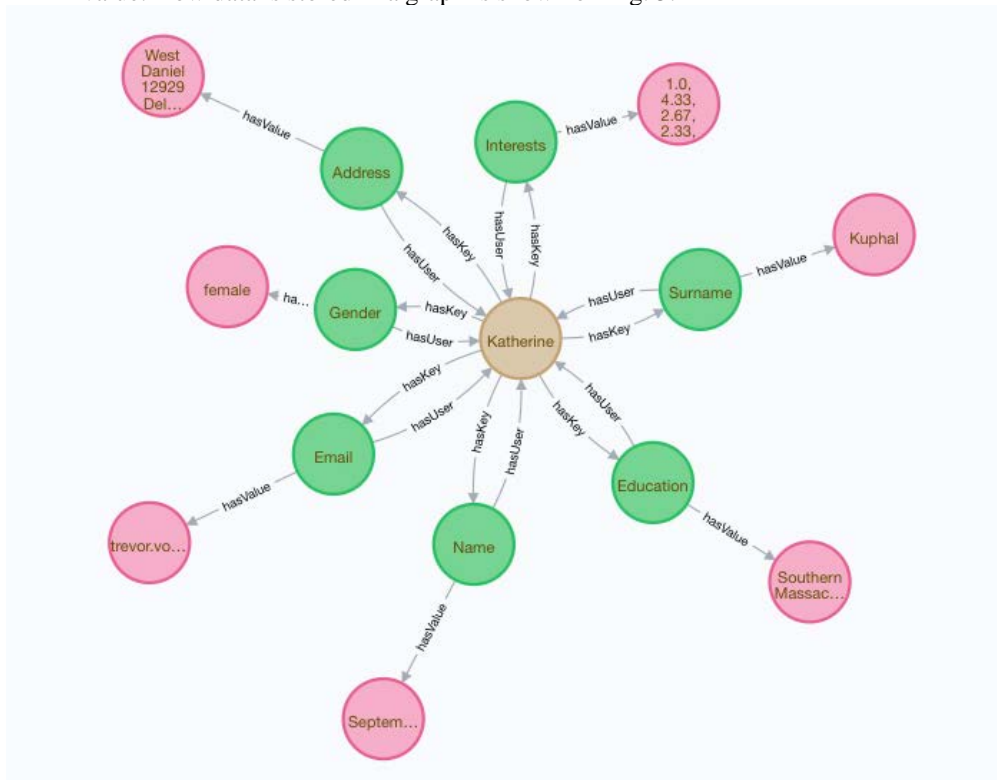 West
Daniel
12929
Del...
hasValue
Address
Interests
hasValue
1.0,
4.33,
2.67,
2.33,
hasKey
hasUser
hasUser
hasKey
Kuphal
hasValue
Surname
hasUser
hasKey
female
ha...
Gender
hasKey
hasUser
Katherine
hasKey
hasUser
Email
hasValue
trevor.vo...
hasKey
hasUser
Name
hasValue
Septem...
hasUser
hasKey
Education
hasValue
Southern
Massac...